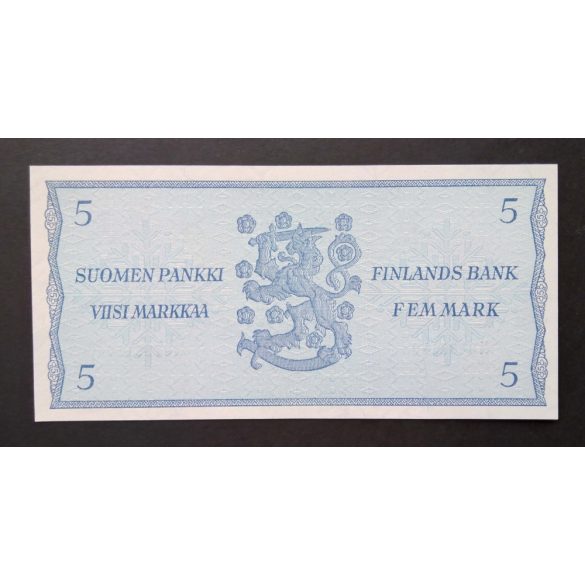 5 5
SUOMEN PANKKI FINLANDS BANK
VIISI MARKKAA FEM MARK
5 5